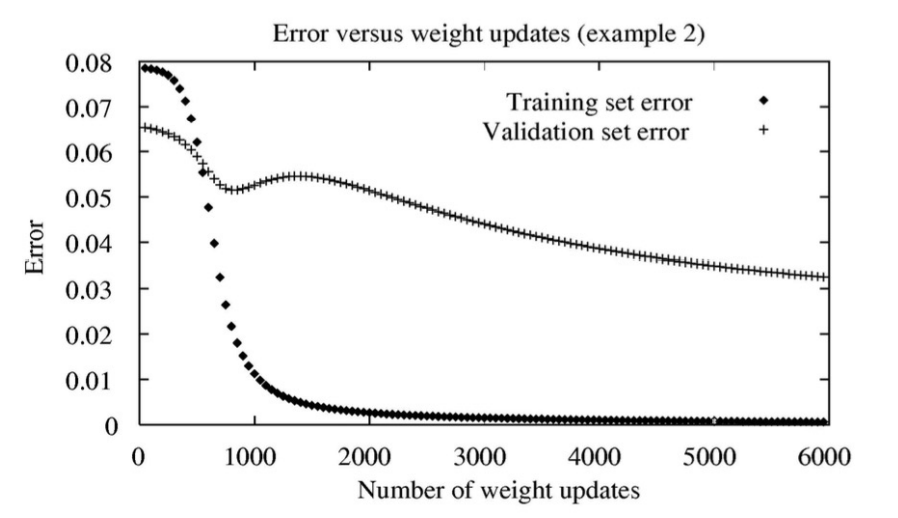 Error versus weight updates (example 2)
0.08
0.07
0.06
0.05
0.04
0.03
0.02
0.01
0
Error
Training set error
Validation set error
0 1000 2000 3000 4000 5000 6000
Number of weight updates